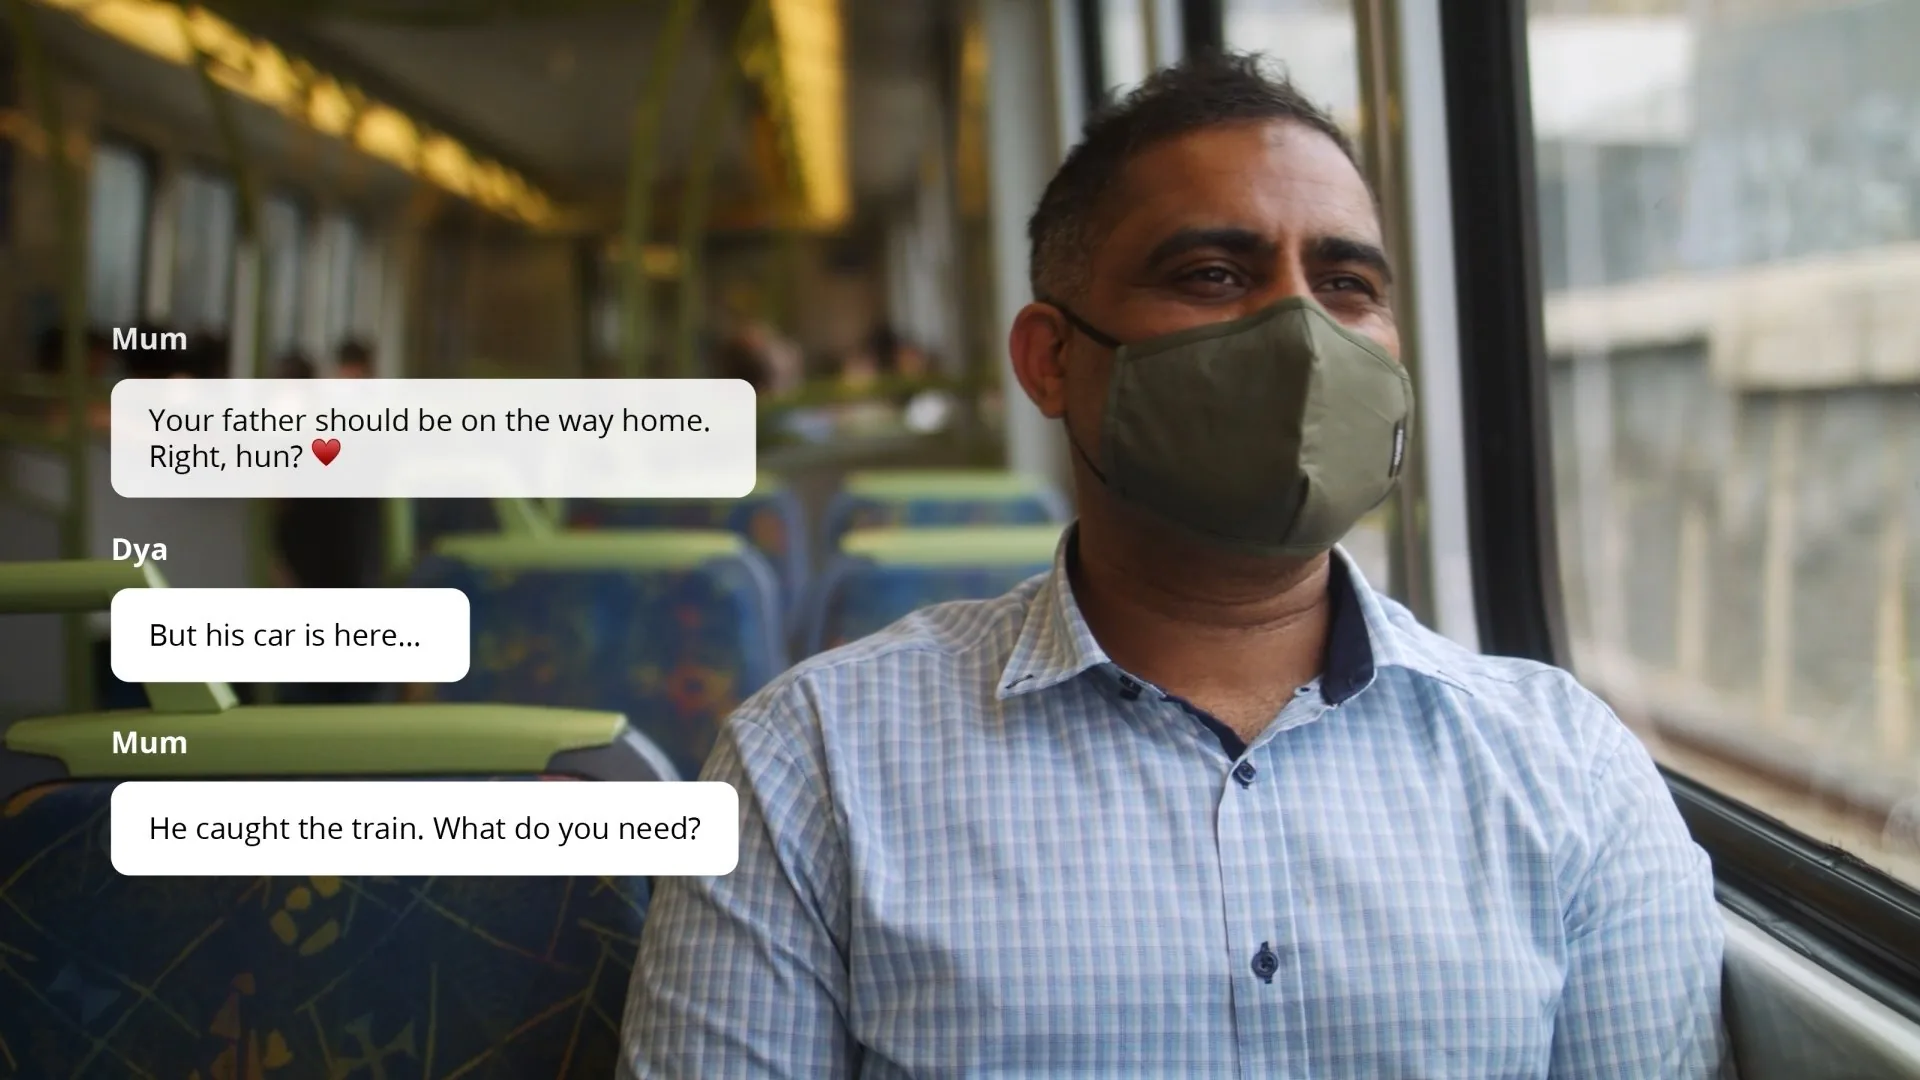 Mum
Your father should be on the way home.
Right, hun? ♥️
Dya
But his car is here...
Mum
He caught the train. What do you need?